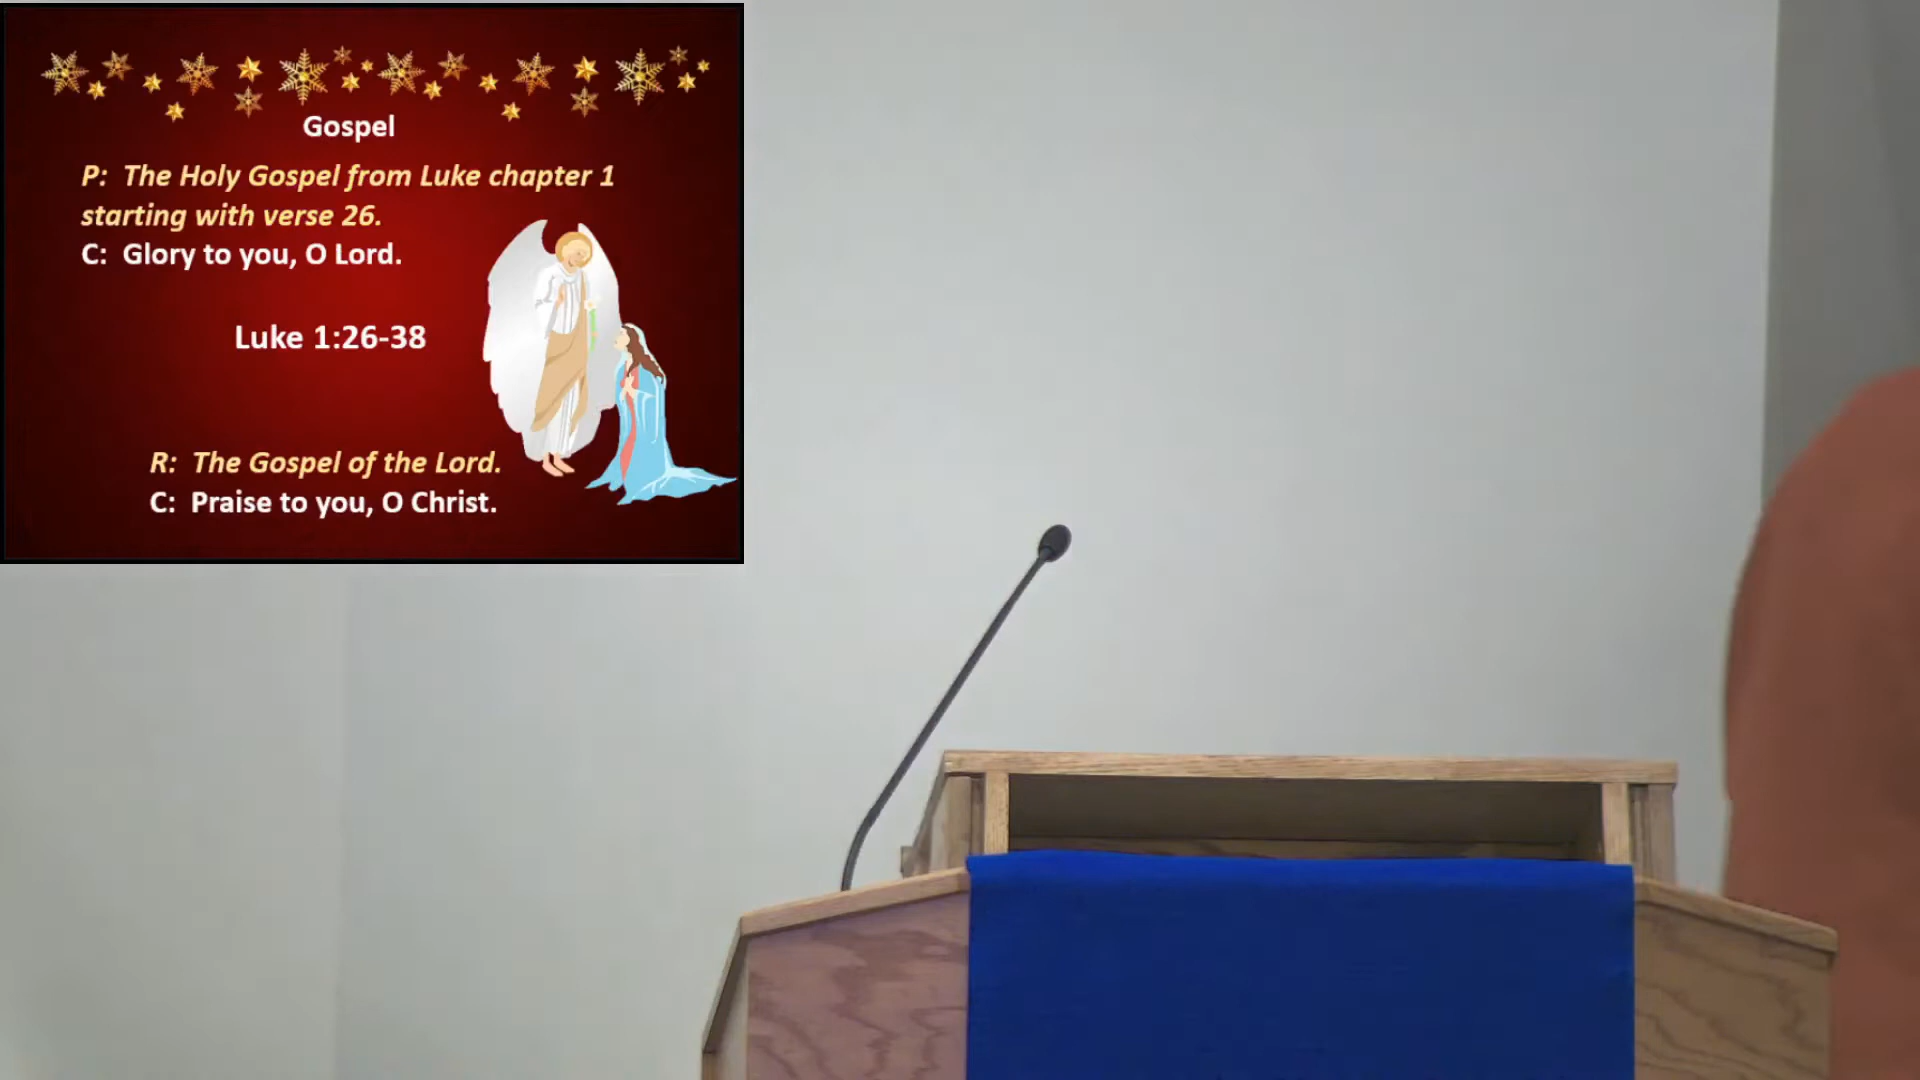 Gospel
P: The Holy Gospel from Luke chapter 1
starting with verse 26.
C: Glory to you, O Lord.
Luke 1:26-38
R: The Gospel of the Lord.
C: Praise to you, O Christ.